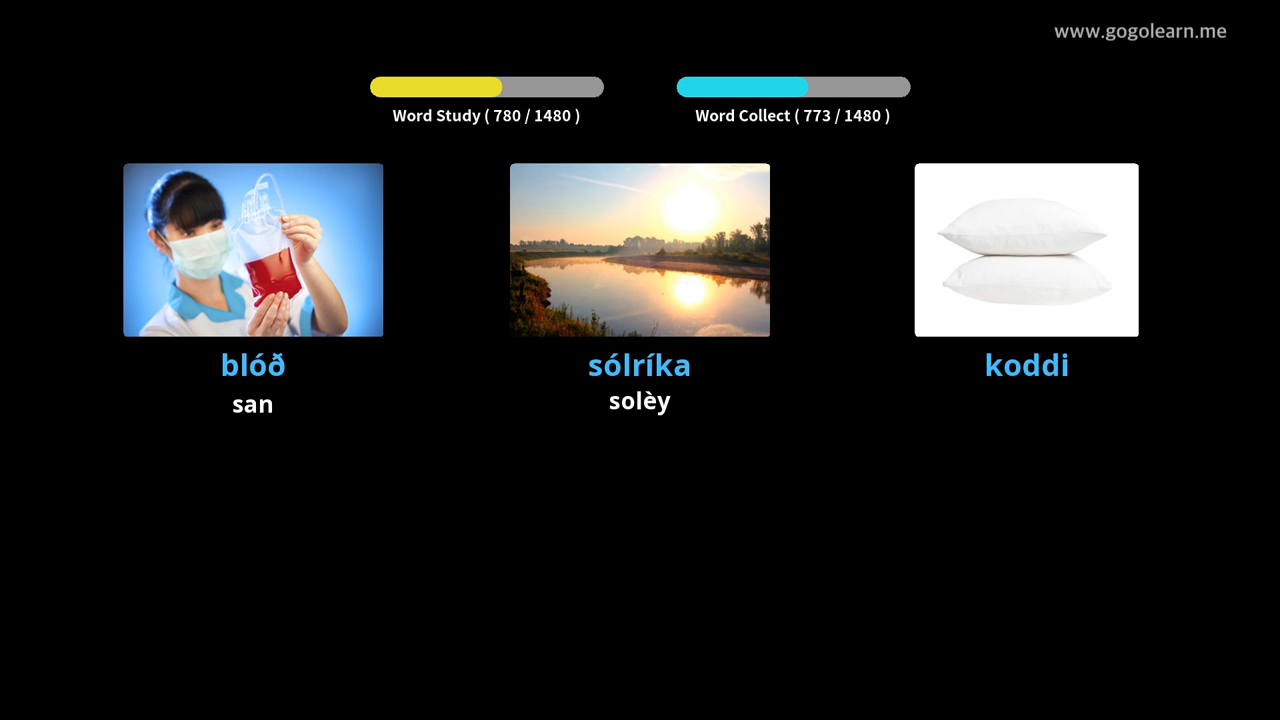 www.gogolearn.me
Word Study ( 780 / 1480 )
Word Collect ( 773 / 1480 )
blóð
san
sólríka
solèy
koddi